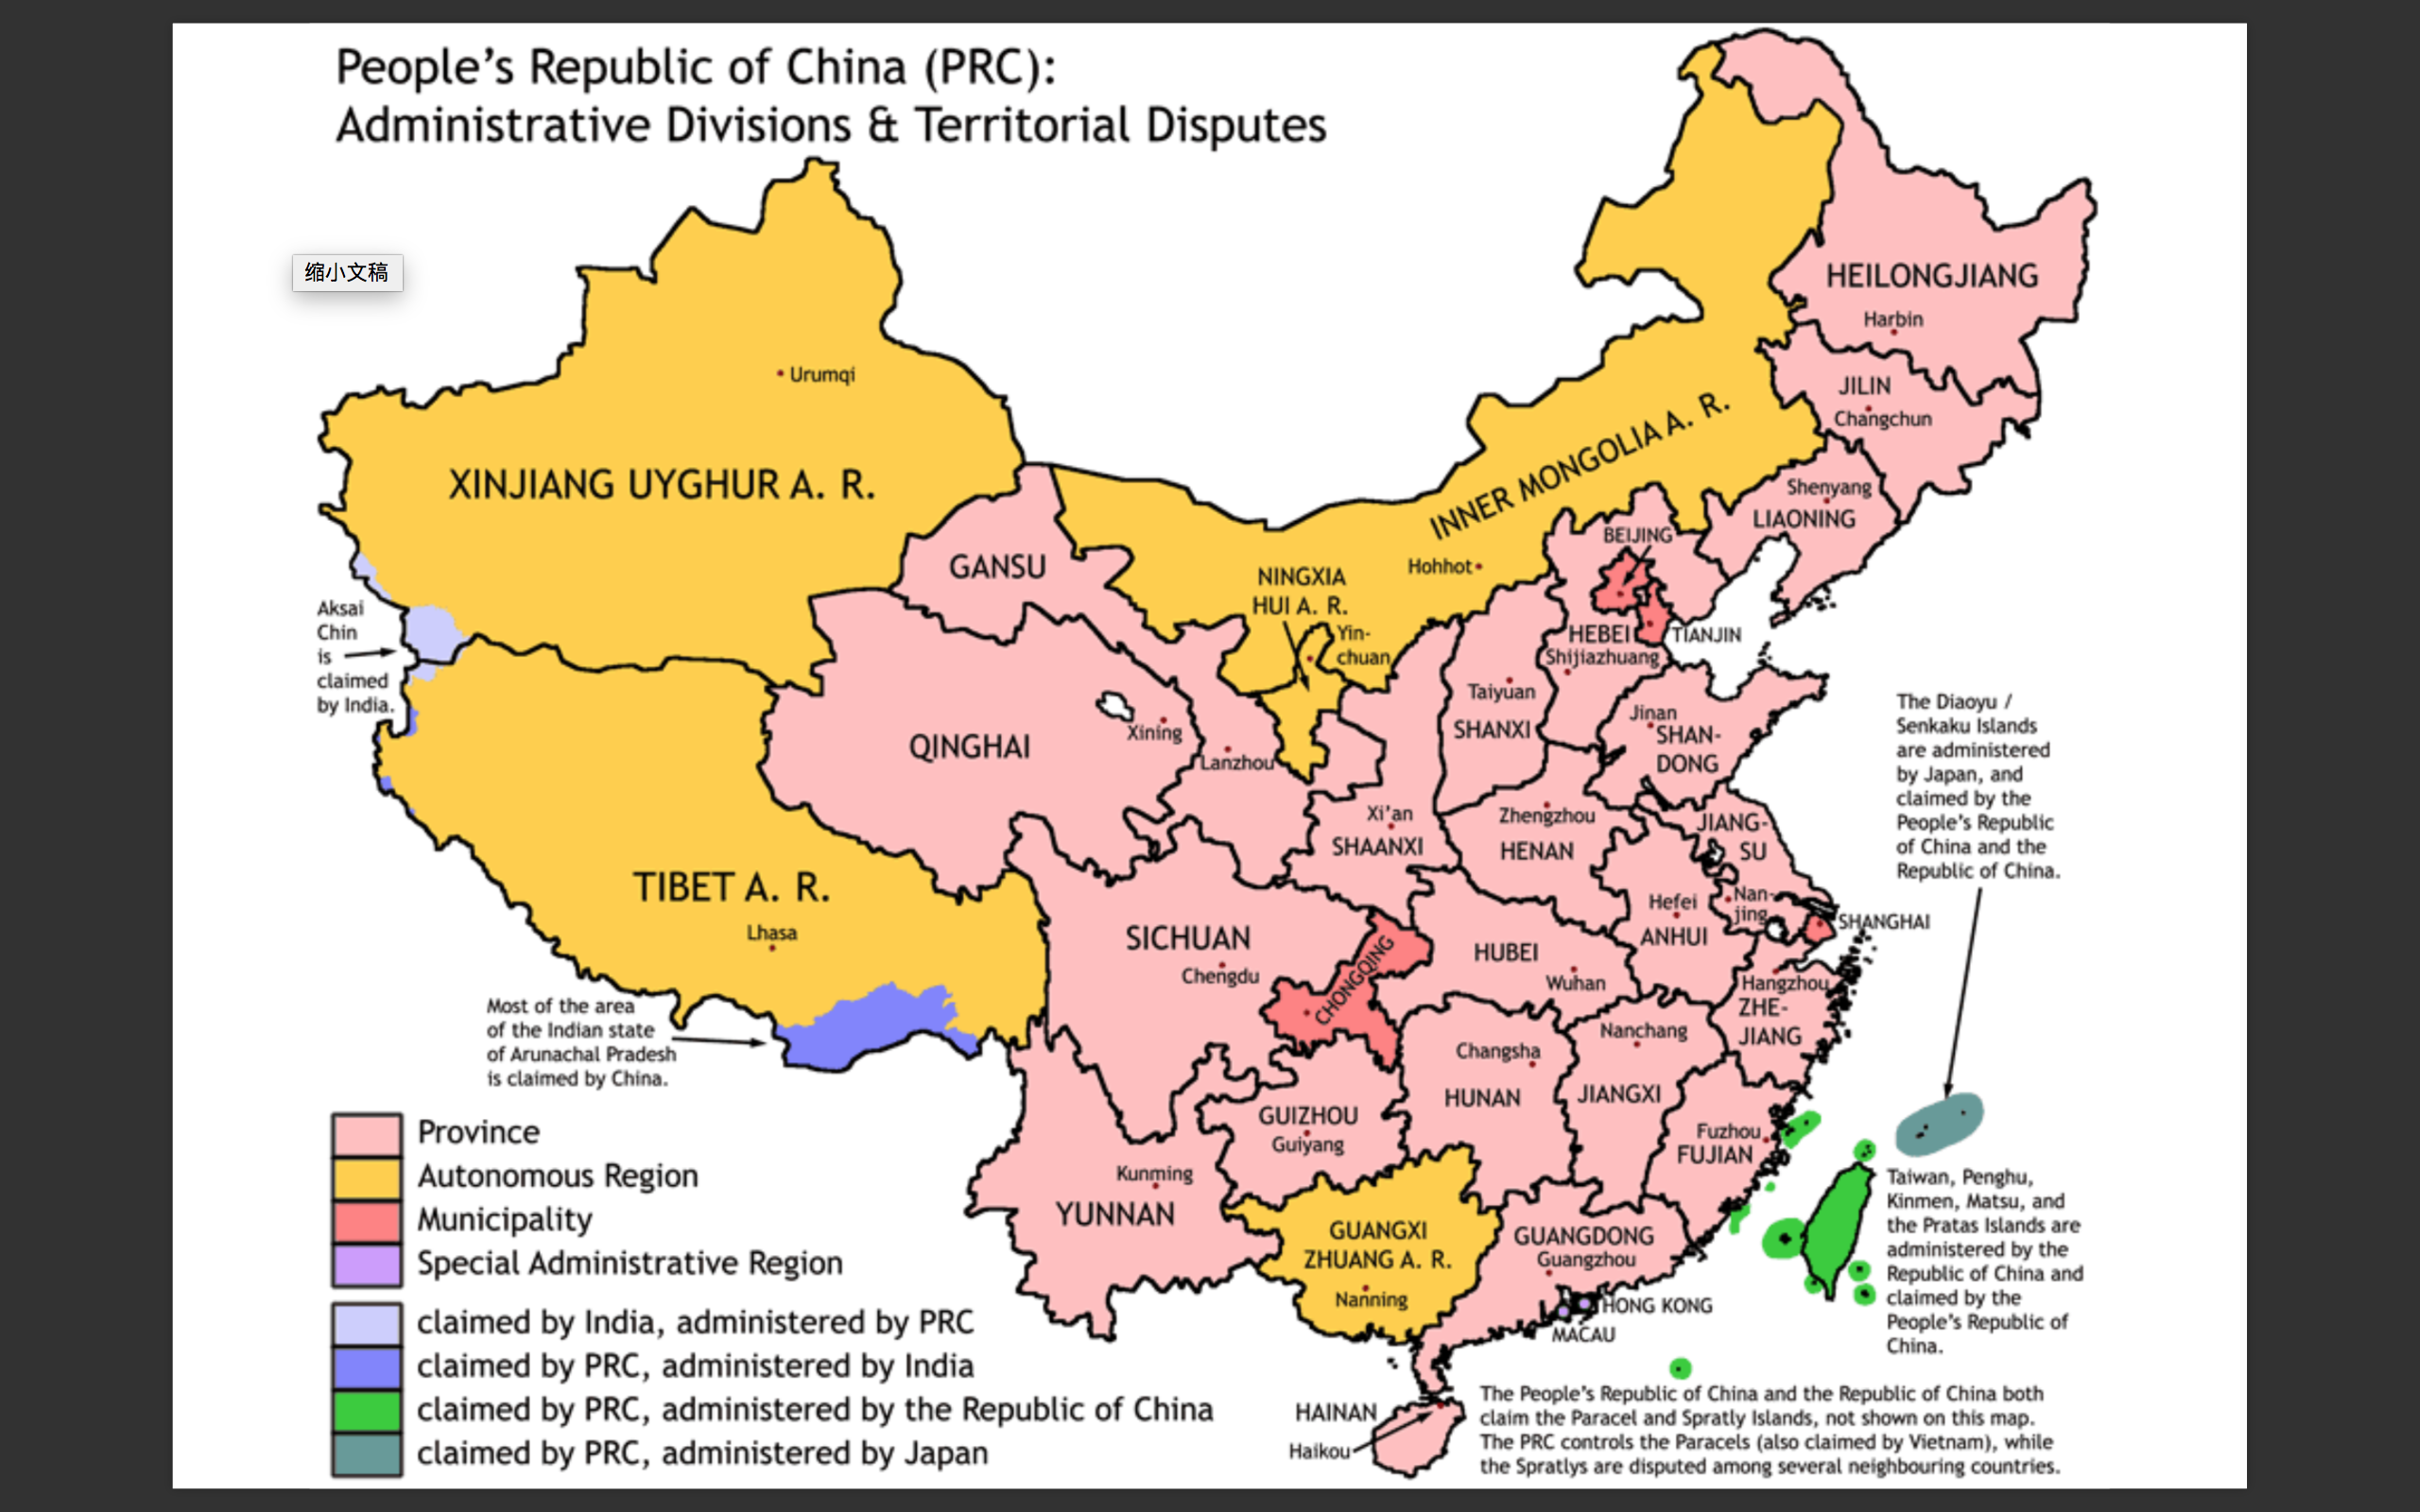 People's Republic of China (PRC):
Administrative Divisions & Territorial Disputes
缩小文稿
HEILONGJIANG
Harbin
Urumqi
JILIN
Changchun
XINJIANG UYGHUR A. R.
INNER MONGOLIA A. R.
Shenyang
LIAONING
BEIJING
GANSU
Hohhot
NINGXIA
HUI A. R.
Yin-
chuan
Aksai
Chin
is
claimed
by India.
HEBEI
TIANJIN
Shijiazhuang
Taiyuan
SHANXI
Jinan
SHAN-
DONG
The Diaoyu /
Senkaku Islands
are administered
by Japan, and
claimed by the
People's Republic
of China and the
Republic of China.
QINGHAI
Xining
Lanzhou
Xi'an
SHAANXI
Zhengzhou
HENAN
JIANG-
SU
TIBET A. R.
Lhasa
Hefei
ANHUI
Nan-
jing
SHANGHAI
SICHUAN
Chengdu
CHONGQING
HUBEI
Wuhan
Hangzhou
ZHE-
JIANG
Most of the area
of the Indian state
of Arunachal Pradesh
is claimed by China.
Changsha
HUNAN
Nanchang
JIANGXI
GUIZHOU
Guiyang
Fuzhou
FUJIAN
Kunming
YUNNAN
GUANGXI
ZHUANG A. R.
Nanning
GUANGDONG
Guangzhou
HONG KONG
MACAU
Taiwan, Penghu,
Kinmen, Matsu, and
the Pratas Islands are
administered by the
Republic of China and
claimed by the
People's Republic of
China.
HAINAN
Haikou
The People's Republic of China and the Republic of China both
claim the Paracel and Spratly Islands, not shown on this map.
The PRC controls the Paracels (also claimed by Vietnam), while
the Spratlys are disputed among several neighbouring countries.
Province
Autonomous Region
Municipality
Special Administrative Region
claimed by India, administered by PRC
claimed by PRC, administered by India
claimed by PRC, administered by the Republic of China
claimed by PRC, administered by Japan